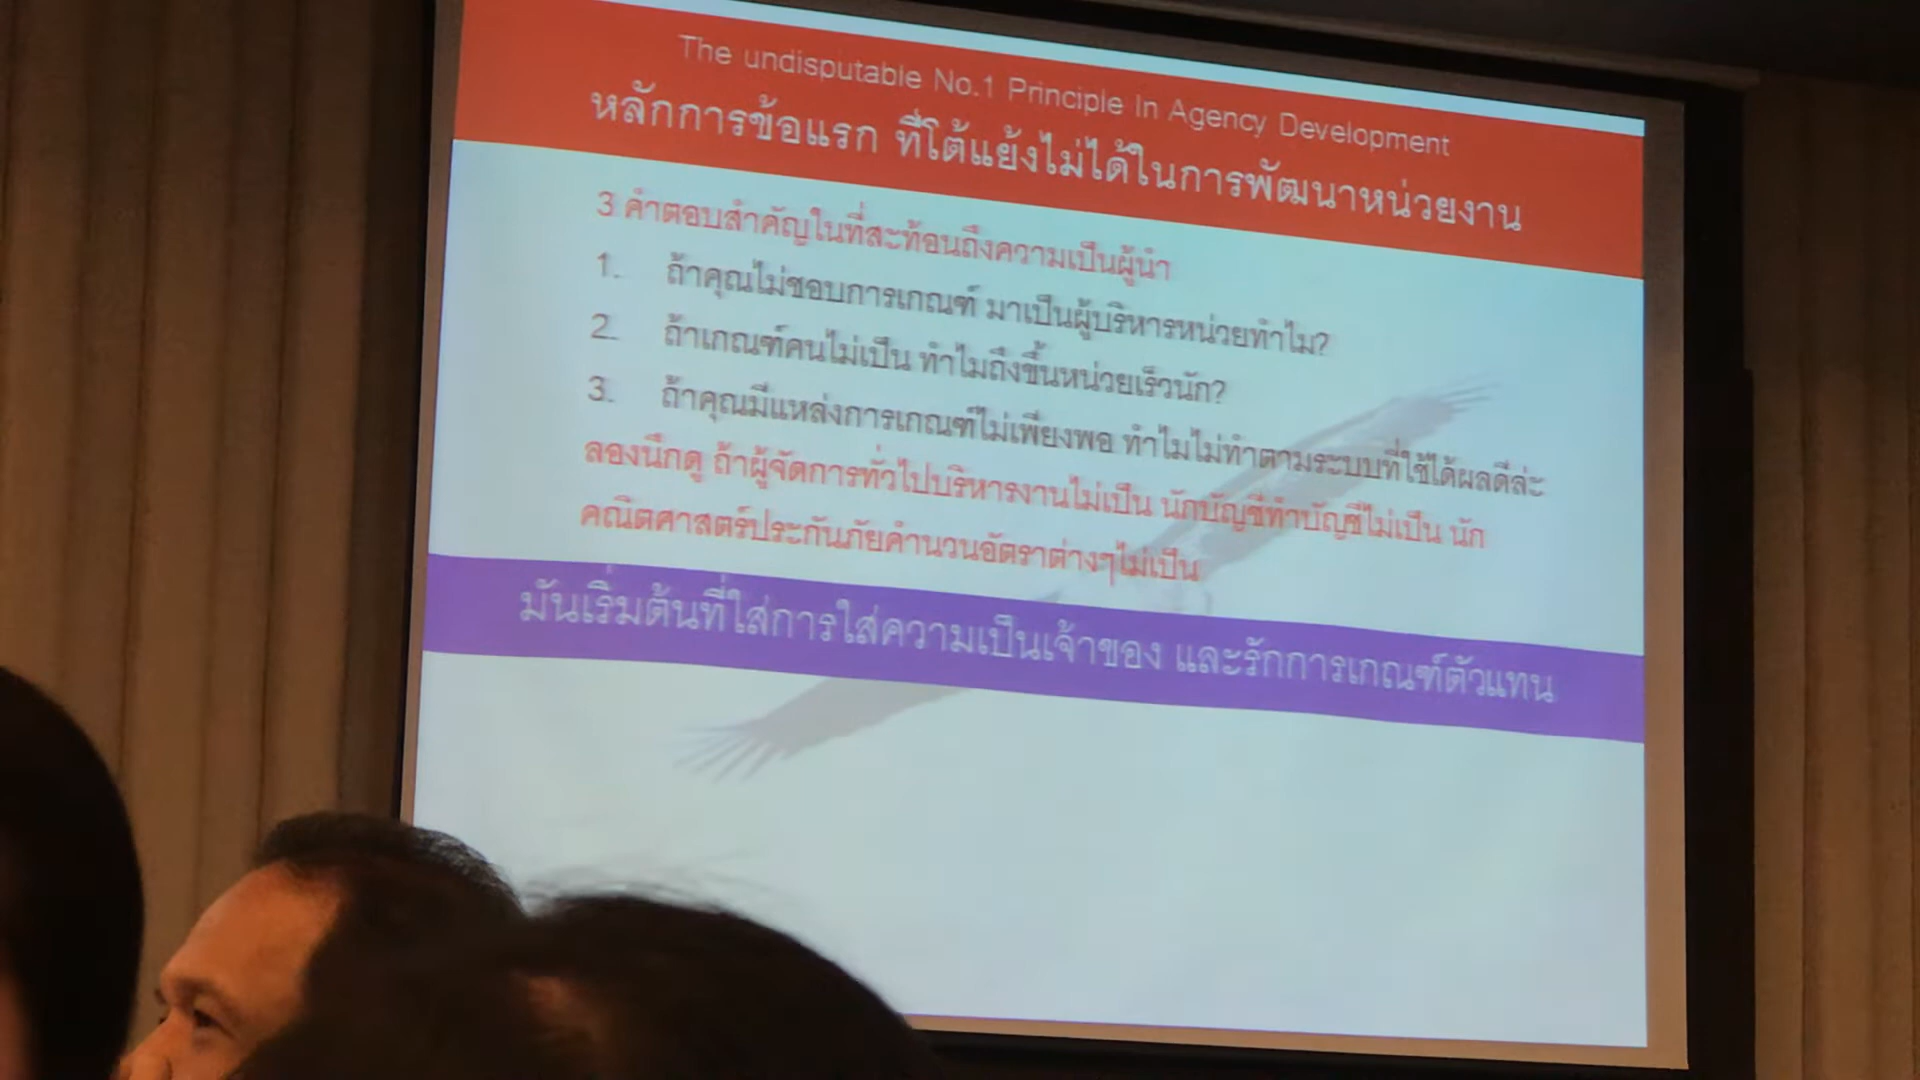 The undisputable No.1 Principle In Agency Development
หลักการข้อแรก ที่โต้แย้งไม่ได้ในการพัฒนาหน่วยงาน
3 คำตอบสำคัญในที่สะท้อนถึงความเป็นผู้นำ
1. ถ้าคุณไม่ชอบการเกณฑ์ มาเป็นผู้บริหารหน่วยทำไม?
2. ถ้าเกณฑ์คนไม่เป็น ทำไมถึงขึ้นหน่วยเร็วนัก?
3. ถ้าคุณมีแหล่งการเกณฑ์ไม่เพียงพอ ทำไมไม่ทำตามระบบที่ใช้ได้ผลดีล่ะ
ลองนึกดู ถ้าผู้จัดการทั่วไปบริหารงานไม่เป็น นักบัญชีทำบัญชีไม่เป็น นัก
คณิตศาสตร์ประกันภัยคำนวนอัตราต่างๆไม่เป็น
มันเริ่มต้นที่ใส่การใส่ความเป็นเจ้าของ และรักการเกณฑ์ตัวแทน